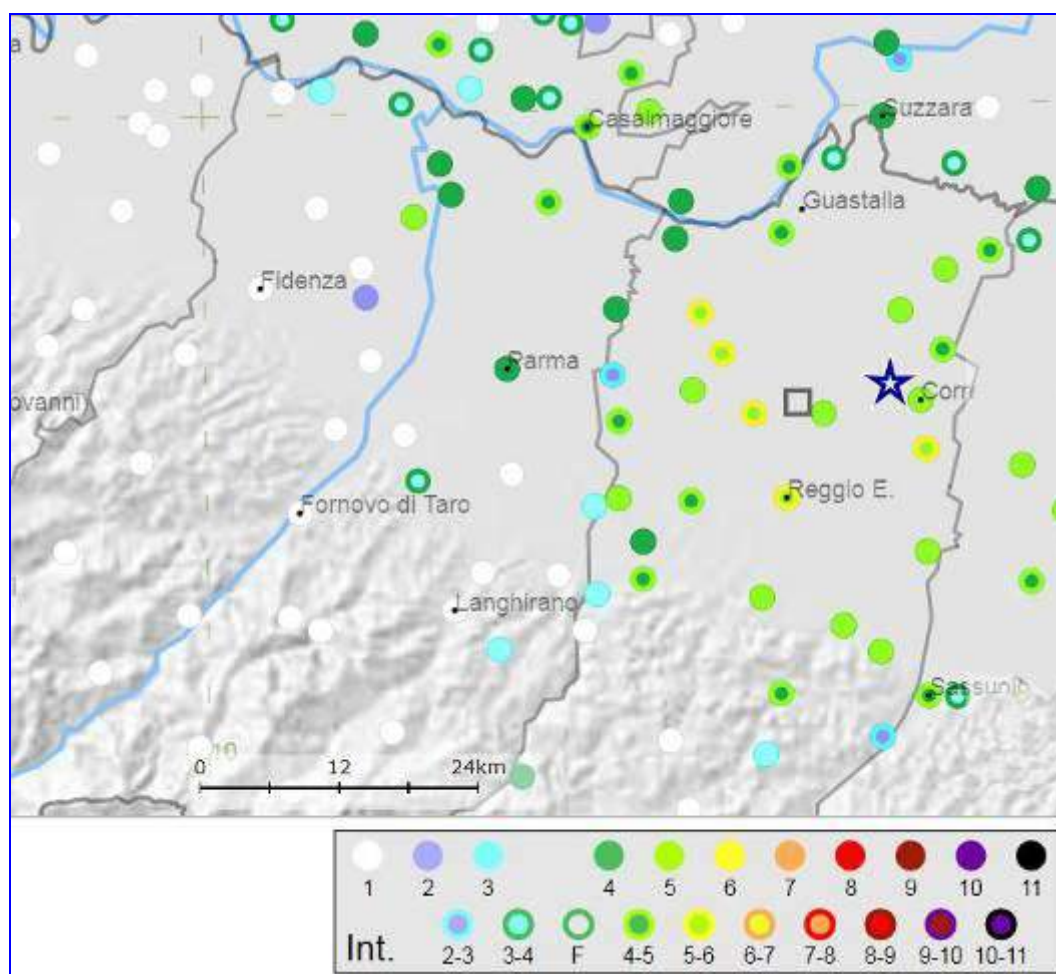 a
Casalmaggiore
Suzzara
Guastalla
Fidenza
Parma
ovanni)
Corr
Reggio E.
Fornovo di Taro
Langhirano
Sassuolo
10
0 12 24km
1 2 3 4 5 6 7 8 9 10 11
Int. 2-3 3-4 F 4-5 5-6 6-7 7-8 8-9 9-10 10-11